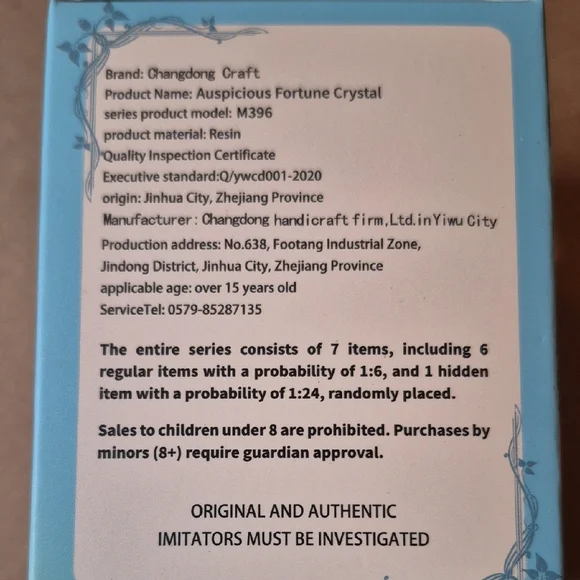 Brand: Changdong Craft
Product Name: Auspicious Fortune Crystal
series product model: M396
product material: Resin
Quality Inspection Certificate
Executive standard:Q/ywcd001-2020
origin: Jinhua City, Zhejiang Province
Manufacturer: Changdong handicraft firm,Ltd.inYiwu City
Production address: No.638, Footang Industrial Zone,
Jindong District, Jinhua City, Zhejiang Province
applicable age: over 15 years old
ServiceTel: 0579-85287135
The entire series consists of 7 items, including 6
regular items with a probability of 1:6, and 1 hidden
item with a probability of 1:24, randomly placed.
Sales to children under 8 are prohibited. Purchases by
minors (8+) require guardian approval.
ORIGINAL AND AUTHENTIC
IMITATORS MUST BE INVESTIGATED